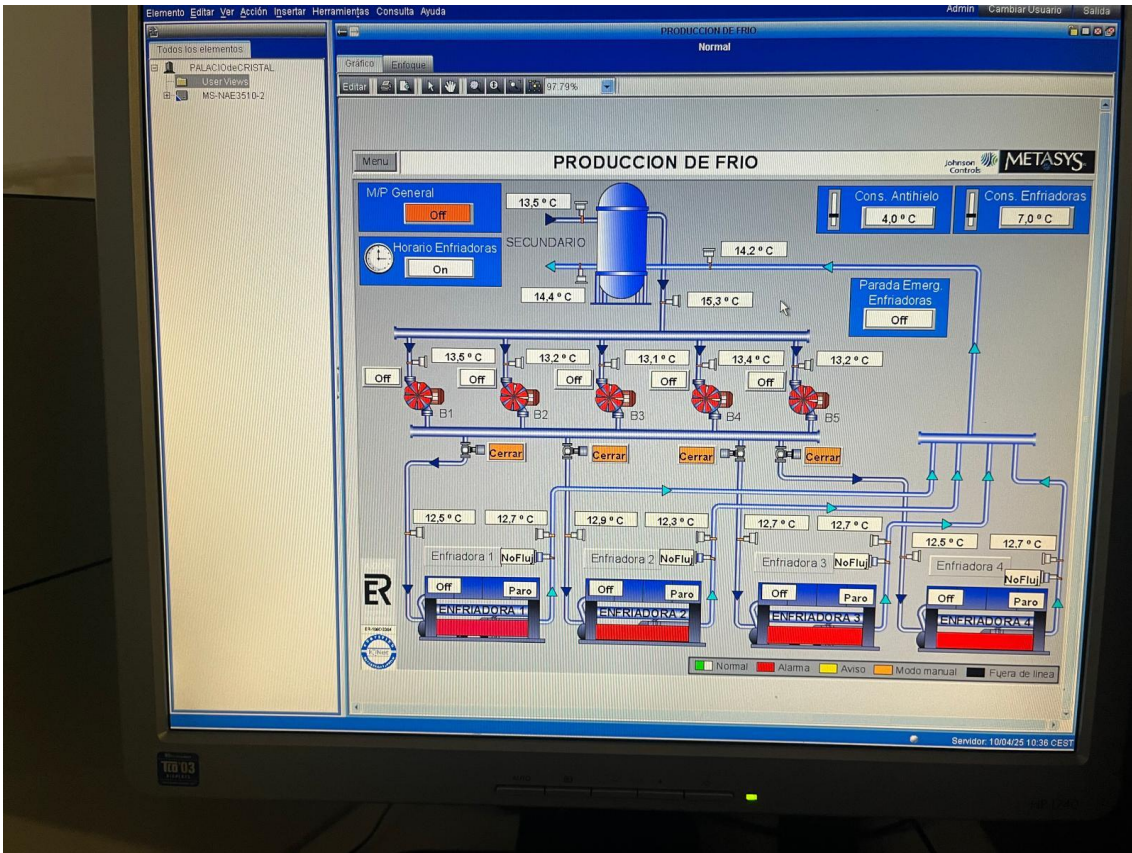 Elemento Editar Ver Acción Insertar Herramientas Consulta Ayuda
Admin Cambiar Usuario Salida
PRODUCCION DE FRIO
Normal
Todos los elementos
PALACIOdeCRISTAL
User Views
MS-NAE3510-2
Gráfico Enfoque
Editar 97.79%
Menu PRODUCCION DE FRIO Johnson Controls METASYS
M/P General
Off
Horario Enfriadoras
On
13,5 º C
SECUNDARIO
14,4 º C
14.2 º C
15,3 º C
Cons. Antihielo
4,0 º C
Cons. Enfriadoras
7,0 º C
Parada Emerg.
Enfriadoras
Off
13,5 º C 13,2 º C 13,1 º C 13,4 º C 13,2 º C
Off Off Off Off Off
B1 B2 B3 B4 B5
Cerrar Cerrar Cerrar Cerrar
12,5 º C 12,7 º C 12,9 º C 12,3 º C 12,7 º C 12,7 º C 12,5 º C 12,7 º C
Enfriadora 1 NoFluj Enfriadora 2 NoFluj Enfriadora 3 NoFluj Enfriadora 4 NoFluj
Off Paro Off Paro Off Paro Off Paro
ENFRIADORA 1 ENFRIADORA 2 ENFRIADORA 3 ENFRIADORA 4
ER
Normal Alarma Aviso Modo manual Fuera de linea
Servidor: 10/04/25 10:36 CEST
TCO'03